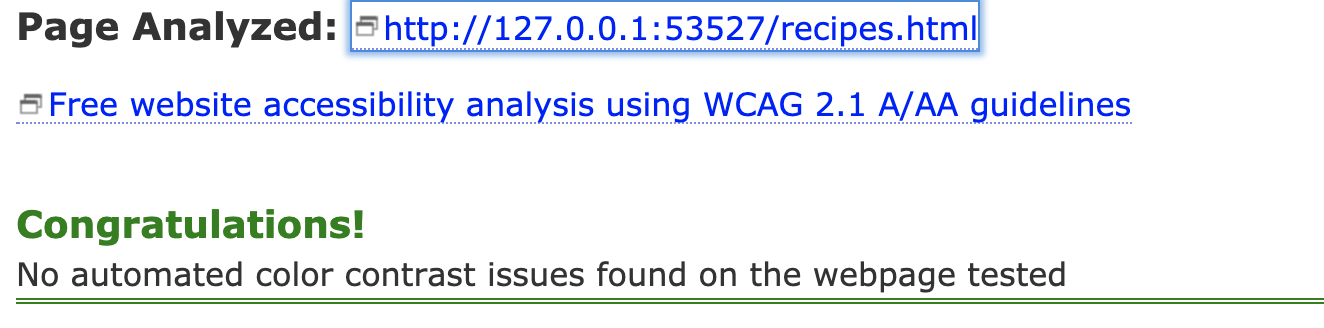 Page Analyzed: http://127.0.0.1:53527/recipes.html
Free website accessibility analysis using WCAG 2.1 A/AA guidelines
Congratulations!
No automated color contrast issues found on the webpage tested